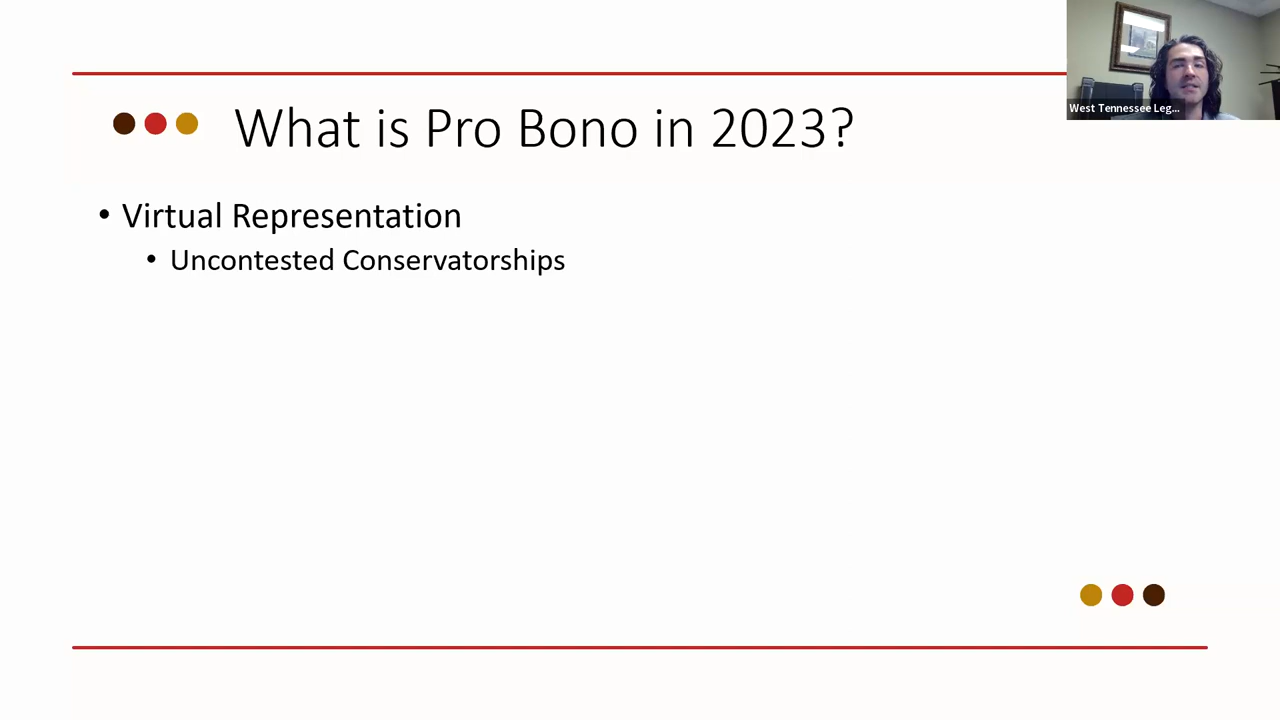 What is Pro Bono in 2023?
West Tennessee Leg...
• Virtual Representation
• Uncontested Conservatorships